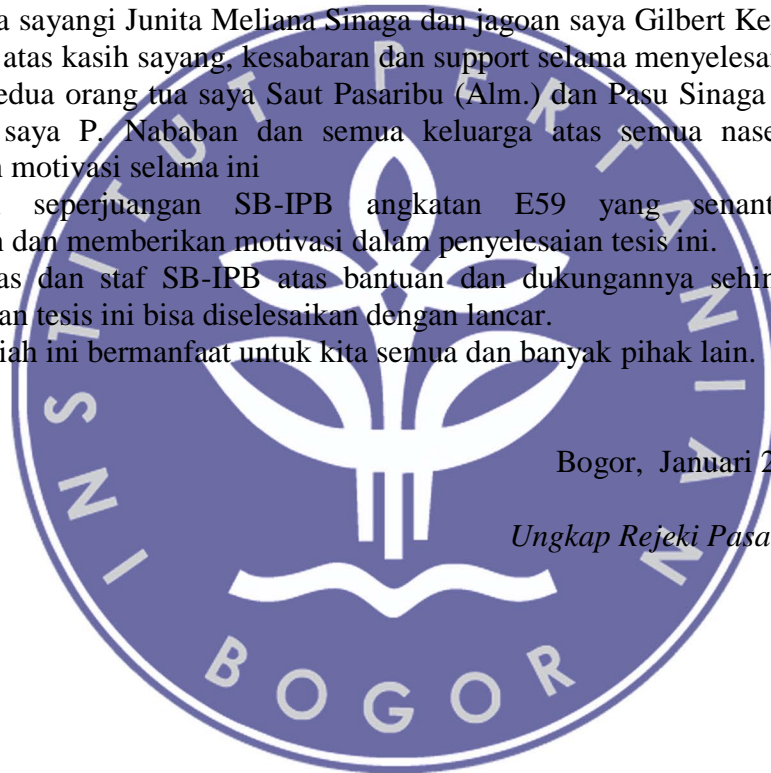 a sayangi Junita Meliana Sinaga dan jagoan saya Gilbert Ke
atas kasih sayang, kesabaran dan support selama menyelesa
edua orang tua saya Saut Pasaribu (Alm.) dan Pasu Sinaga
saya P. Nababan dan semua keluarga atas semua nase
motivasi selama ini
seperjuangan SB-IPB angkatan E59 yang senant
dan memberikan motivasi dalam penyelesaian tesis ini.
as dan staf SB-IPB atas bantuan dan dukungannya sehin
an tesis ini bisa diselesaikan dengan lancar.
iah ini bermanfaat untuk kita semua dan banyak pihak lain.
Bogor, Januari 2
Ungkap Rejeki Pasa
INSTITUT PERTANIAN
BOGOR